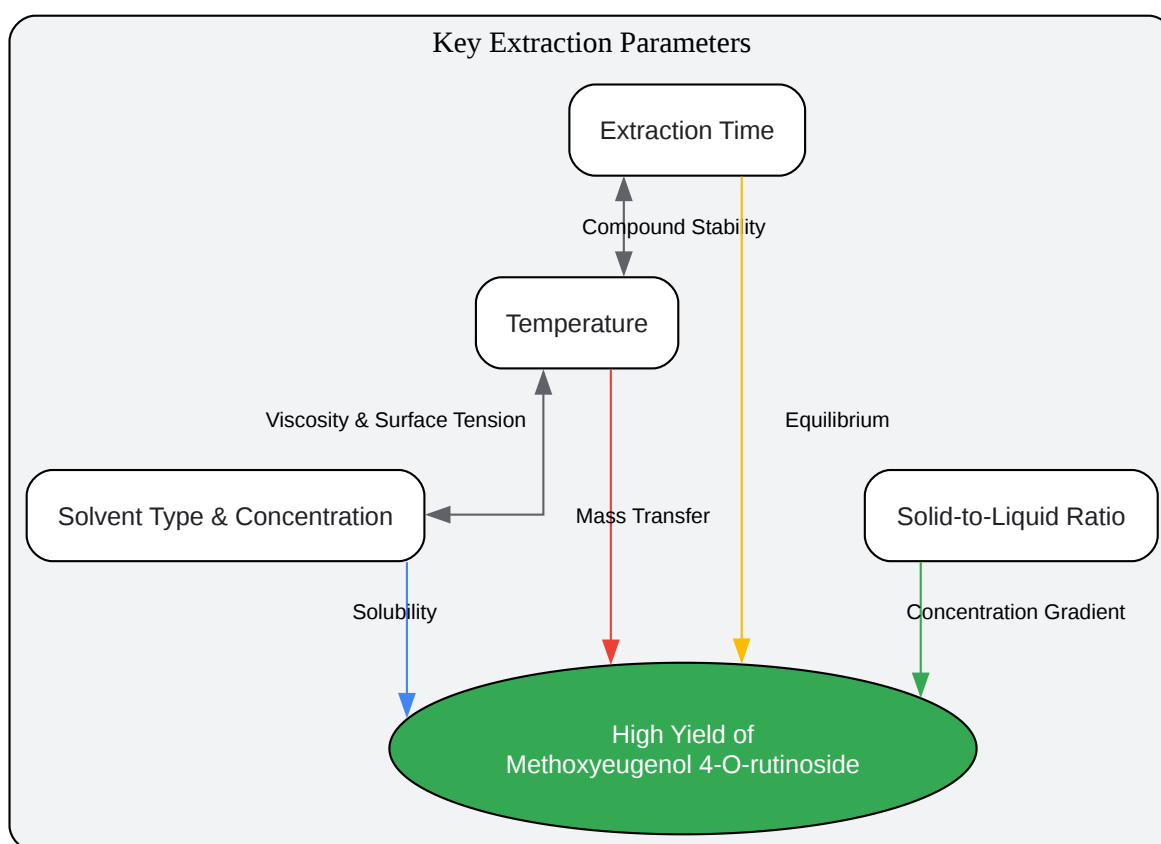 Key Extraction Parameters
Extraction Time
Compound Stability
Temperature
Viscosity & Surface Tension
Equilibrium
Solvent Type & Concentration
Mass Transfer
Solid-to-Liquid Ratio
Solubility
Concentration Gradient
High Yield of
Methoxyeugenol 4-O-rutinoside